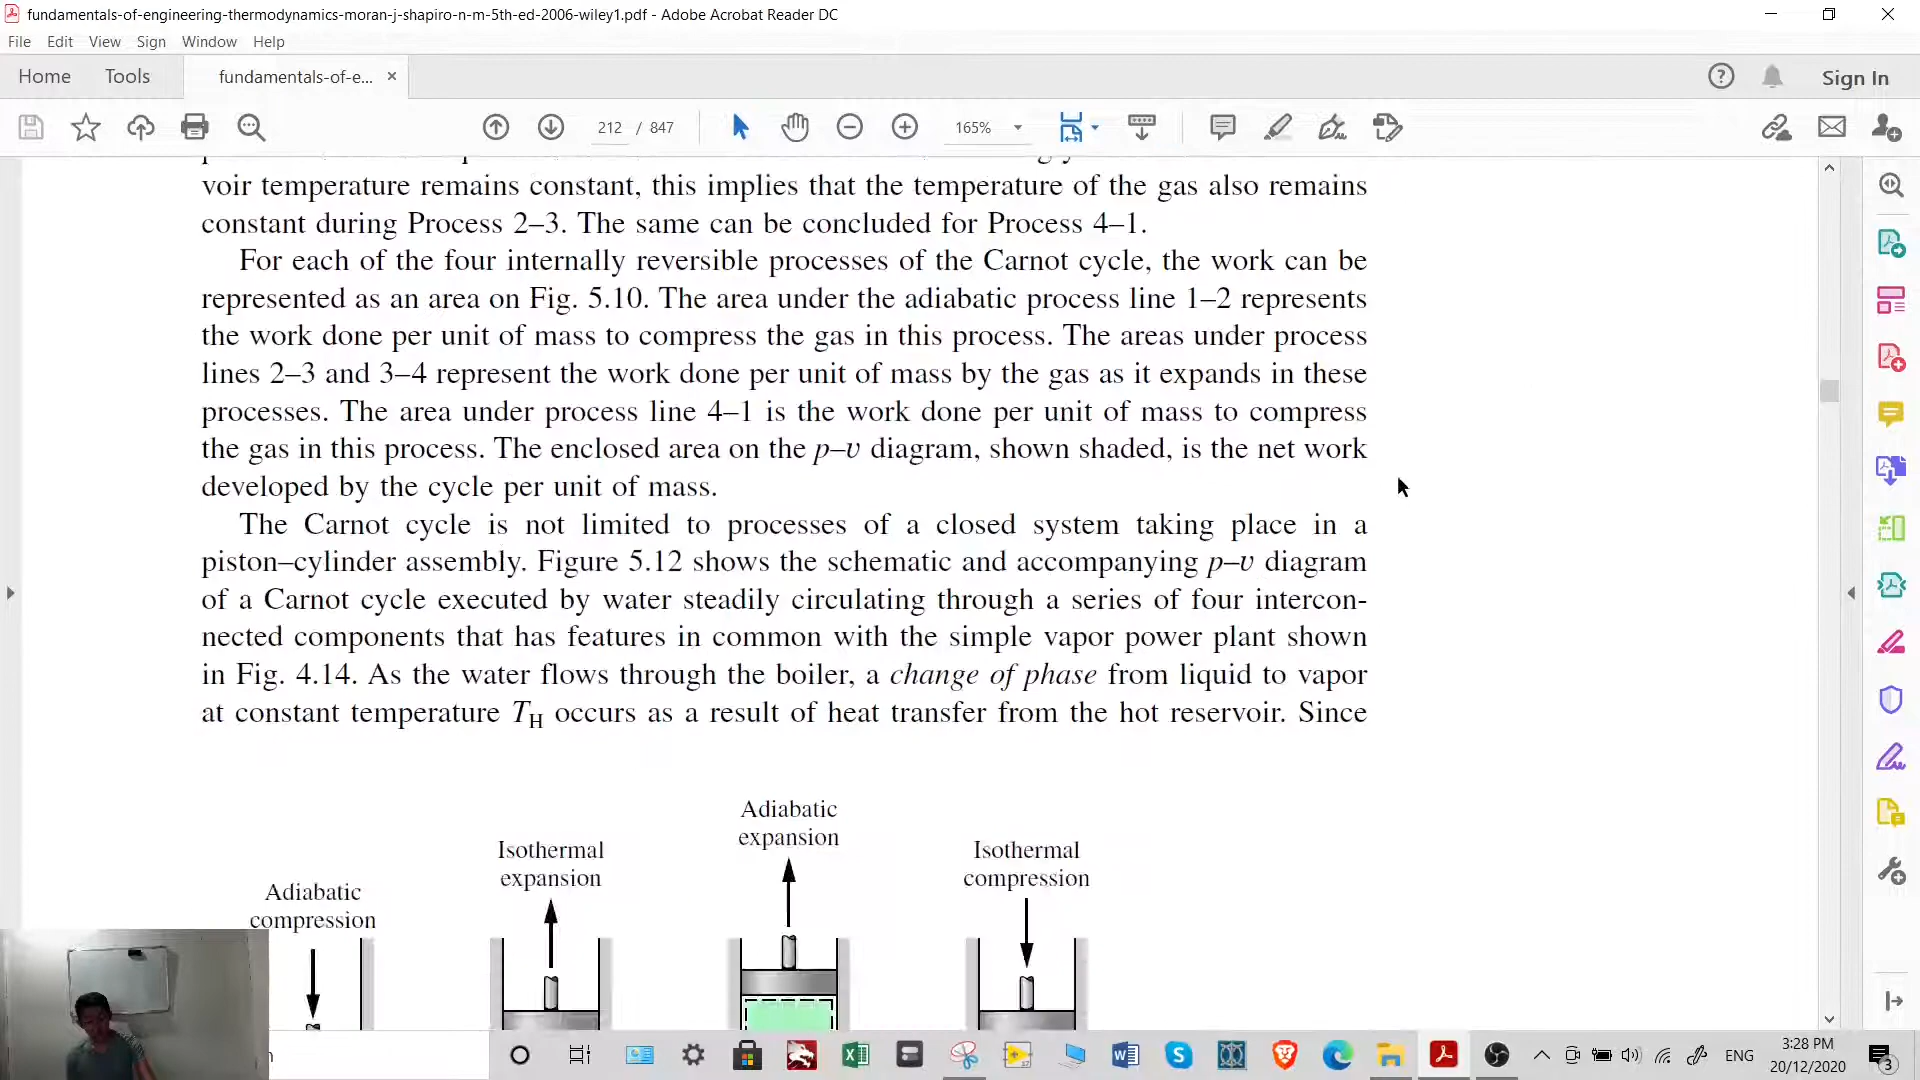 fundamentals-of-engineering-thermodynamics-moran-j-shapiro-n-m-5th-ed-2006-wiley1.pdf - Adobe Acrobat Reader DC
File Edit View Sign Window Help
Home Tools fundamentals-of-e... × Sign In
212 / 847 165%
voir temperature remains constant, this implies that the temperature of the gas also remains
constant during Process 2–3. The same can be concluded for Process 4–1.
For each of the four internally reversible processes of the Carnot cycle, the work can be
represented as an area on Fig. 5.10. The area under the adiabatic process line 1–2 represents
the work done per unit of mass to compress the gas in this process. The areas under process
lines 2–3 and 3–4 represent the work done per unit of mass by the gas as it expands in these
processes. The area under process line 4–1 is the work done per unit of mass to compress
the gas in this process. The enclosed area on the p–v diagram, shown shaded, is the net work
developed by the cycle per unit of mass.
The Carnot cycle is not limited to processes of a closed system taking place in a
piston–cylinder assembly. Figure 5.12 shows the schematic and accompanying p–v diagram
of a Carnot cycle executed by water steadily circulating through a series of four intercon-
nected components that has features in common with the simple vapor power plant shown
in Fig. 4.14. As the water flows through the boiler, a change of phase from liquid to vapor
at constant temperature TH occurs as a result of heat transfer from the hot reservoir. Since
Adiabatic
compression
Isothermal
expansion
Adiabatic
expansion
Isothermal
compression
ENG
3:28 PM
20/12/2020
3